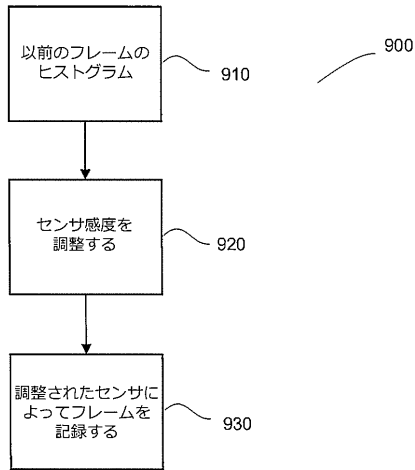 以前のフレームの
ヒストグラム
910
900
センサ感度を
調整する
920
調整されたセンサに
よってフレームを
記録する
930